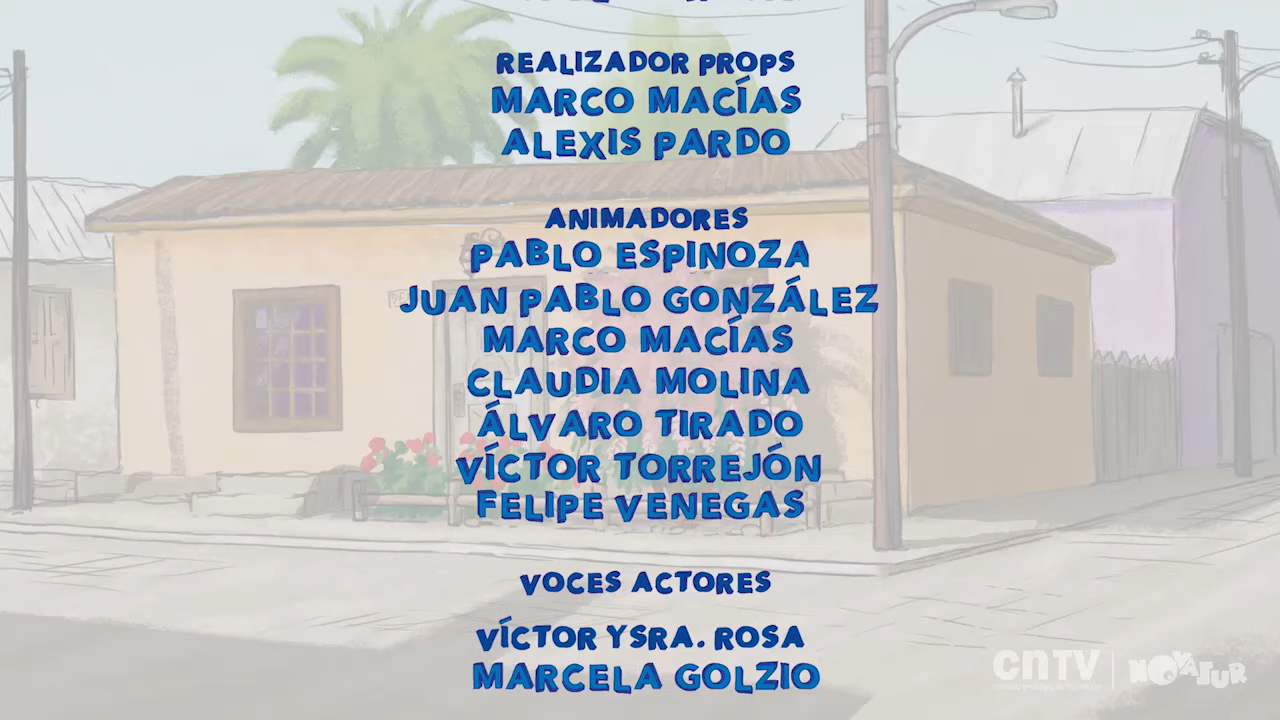 REALIZADOR PROPS
MARCO MACÍAS
ALEXIS PARDO
ANIMADORES
PABLO ESPINOZA
JUAN PABLO GONZÁLEZ
MARCO MACÍAS
CLAUDIA MOLINA
ÁLVARO TIRADO
VÍCTOR TORREJÓN
FELIPE VENEGAS
VOCES ACTORES
VÍCTOR Y SRA. ROSA
MARCELA GOLZIO
CNTV | NOVASUR